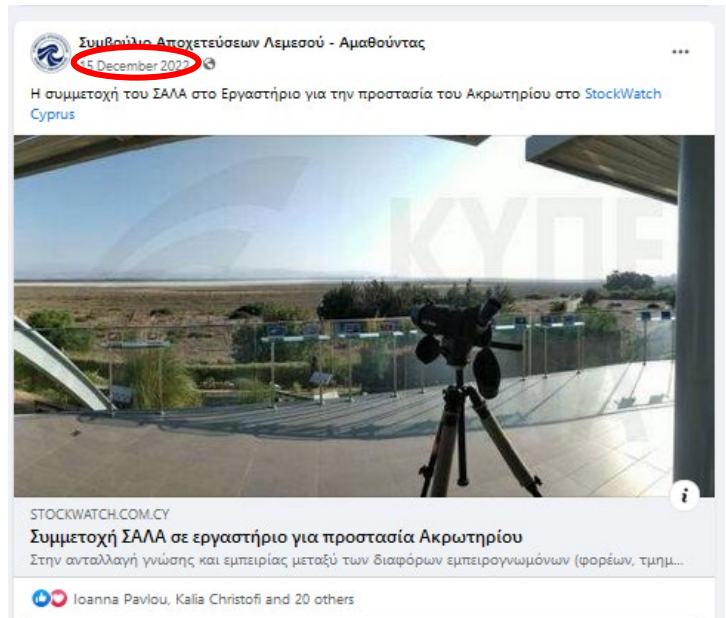 Συμβούλιο Αποχετεύσεων Λεμεσού - Αμαθούντας
15 December 2022
Η συμμετοχή του ΣΑΛΑ στο Εργαστήριο για την προστασία του Ακρωτηρίου στο StockWatch
Cyprus
ΚΥΠΕ
STOCKWATCH.COM.CY
Συμμετοχή ΣΑΛΑ σε εργαστήριο για προστασία Ακρωτηρίου
Στην ανταλλαγή γνώσης και εμπειρίας μεταξύ των διαφόρων εμπειρογνωμόνων (φορέων, τμημ...
Ioanna Pavlou, Kalia Christofi and 20 others